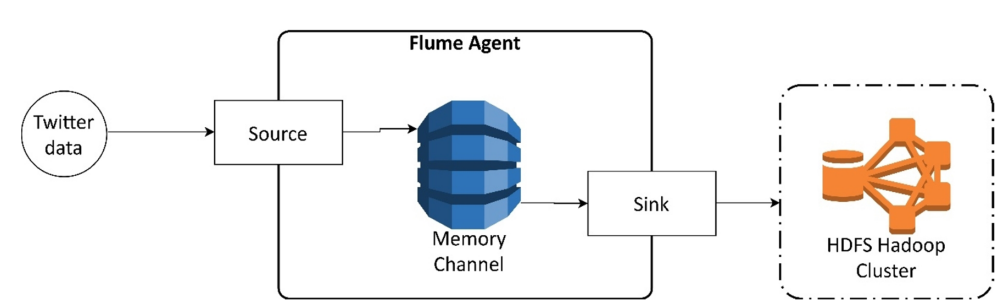 Flume Agent
Twitter
data
Source
Memory
Channel
Sink
HDFS Hadoop
Cluster